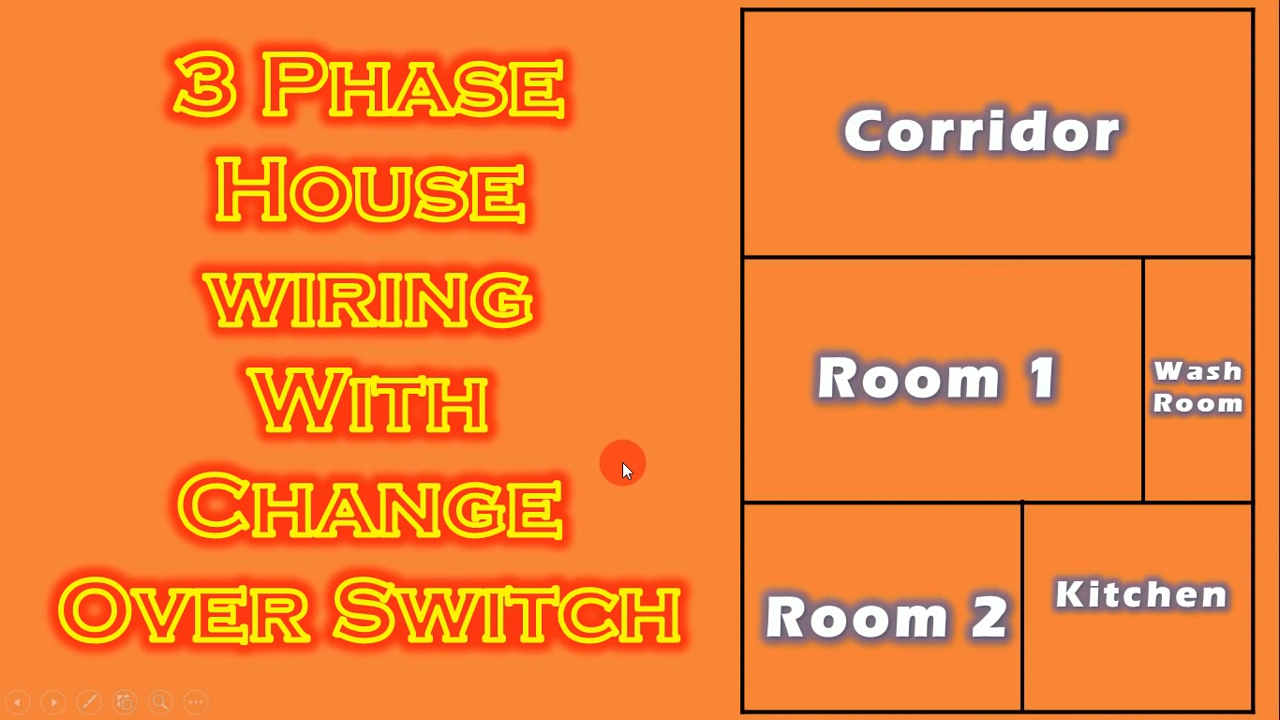 3 Phase
House
wiring
With
Change
Over Switch
Corridor
Room 1
Wash
Room
Room 2
Kitchen